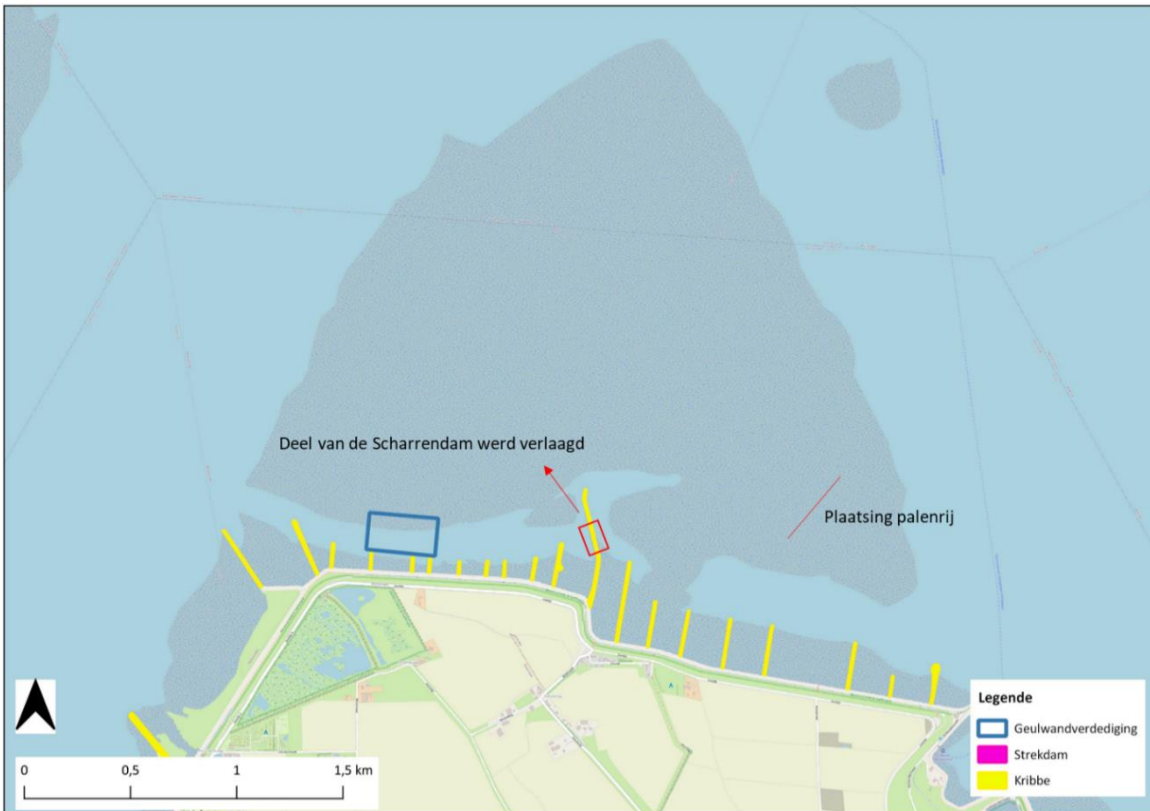 Deel van de Scharrendam werd verlaagd
Plaatsing palenrij
Legende
Geulwandverdediging
Strekdam
Kribbe
0 0,5 1 1,5 km